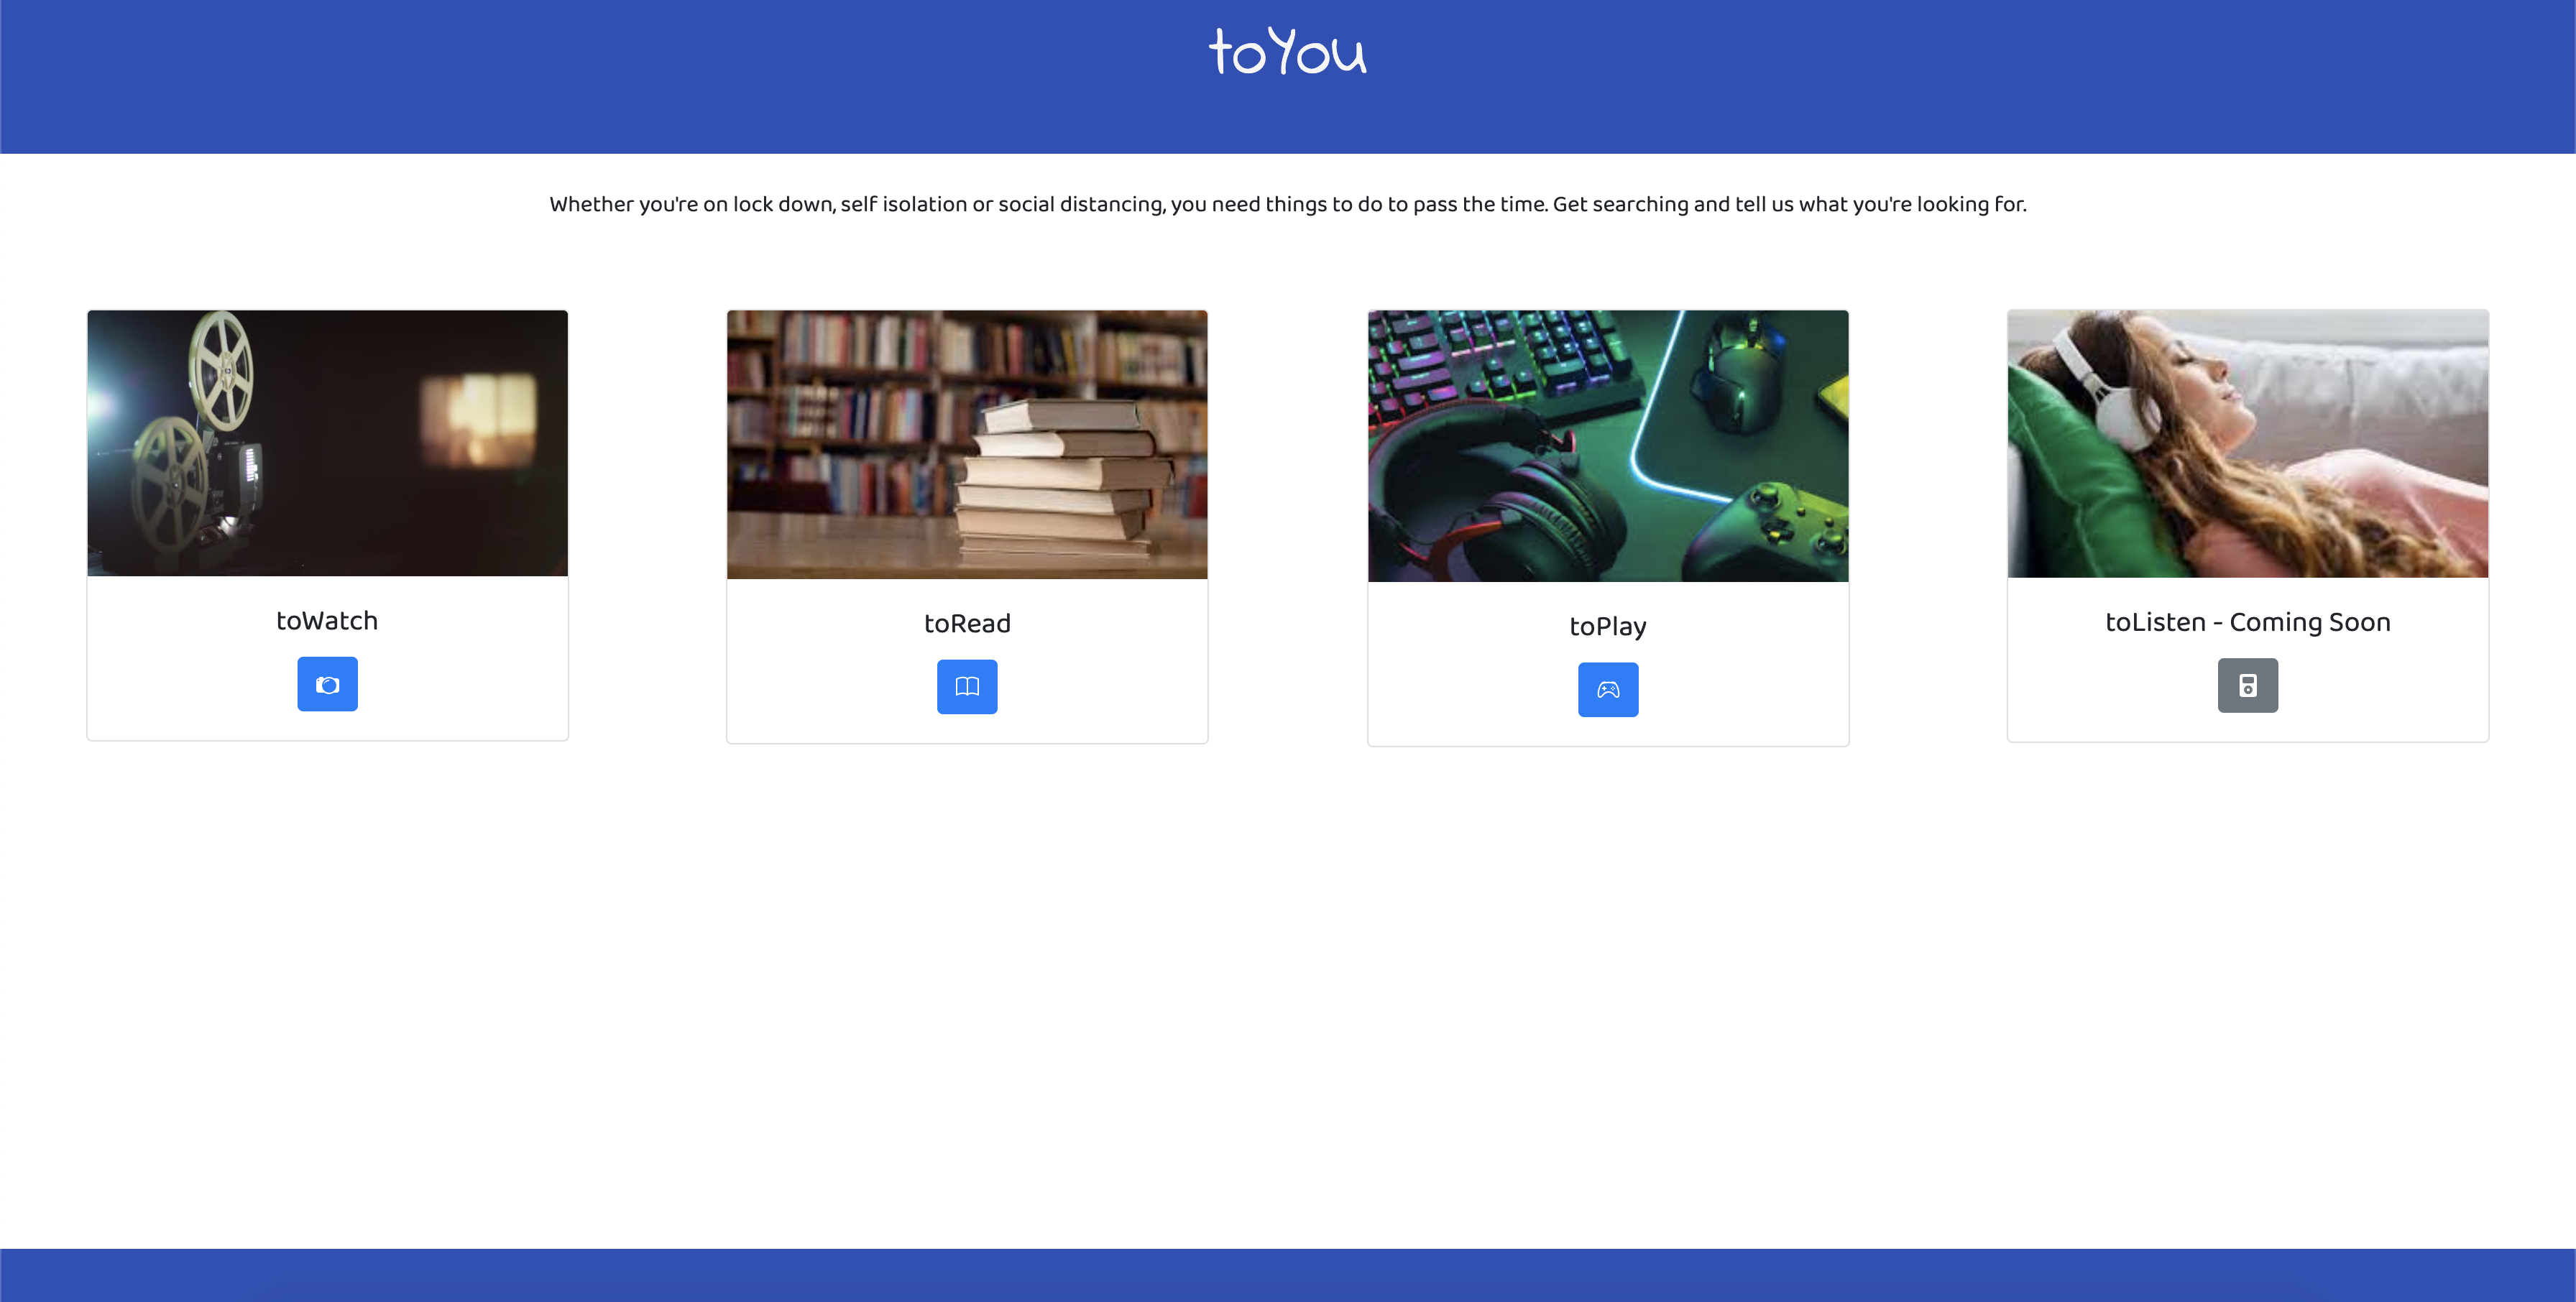 toYou
Whether you're on lock down, self isolation or social distancing, you need things to do to pass the time. Get searching and tell us what you're looking for.
toWatch
toRead
toPlay
toListen - Coming Soon